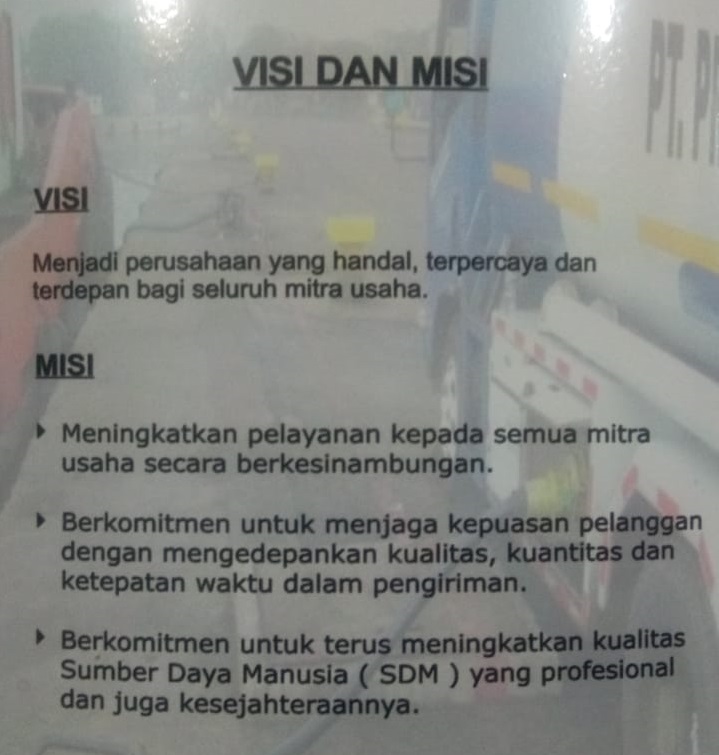 VISI DAN MISI
VISI
Menjadi perusahaan yang handal, terpercaya dan
terdepan bagi seluruh mitra usaha.
MISI
Meningkatkan pelayanan kepada semua mitra
usaha secara berkesinambungan.
Berkomitmen untuk menjaga kepuasan pelanggan
dengan mengedepankan kualitas, kuantitas dan
ketepatan waktu dalam pengiriman.
Berkomitmen untuk terus meningkatkan kualitas
Sumber Daya Manusia ( SDM ) yang profesional
dan juga kesejahteraannya.
PT.